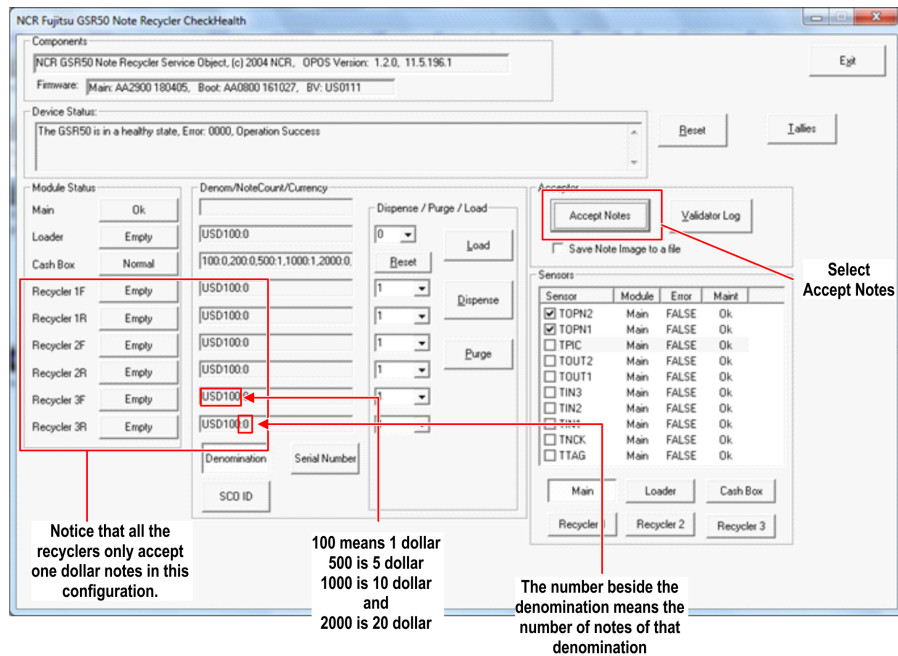 NCR Fujitsu GSR50 Note Recycler CheckHealth
Components
NCR GSR50 Note Recycler Service Object, (c) 2004 NCR, OPOS Version: 1.2.0, 11.5.196.1
Exit
Firmware: Main: AA2900 180405, Boot: AA0800 161027, BV: US0111
Device Status:
The GSR50 is in a healthy state, Error: 0000, Operation Success
Reset
Tallies
Module Status
Main Ok
Loader Empty
Cash Box Normal
Recycler 1F Empty
Recycler 1R Empty
Recycler 2F Empty
Recycler 2R Empty
Recycler 3F Empty
Recycler 3R Empty
Denom/NoteCount/Currency
USD100:0
100:0,200:0,500:1,1000:1,2000:0,
USD100:0
USD100:0
USD100:0
USD100:0
USD100:0
USD100:0
Denomination Serial Number
SCO ID
Dispense / Purge / Load
0 Load
Reset
1 Dispense
1
1 Purge
1
1
Acceptor
Accept Notes Validator Log
Save Note Image to a file
Sensors
Sensor Module Error Maint
TOPN2 Main FALSE Ok
TOPN1 Main FALSE Ok
TPIC Main FALSE Ok
TOUT2 Main FALSE Ok
TOUT1 Main FALSE Ok
TIN3 Main FALSE Ok
TIN2 Main FALSE Ok
TIN1 Main FALSE Ok
TNCK Main FALSE Ok
TTAG Main FALSE Ok
Main Loader Cash Box
Recycler 1 Recycler 2 Recycler 3
Select
Accept Notes
Notice that all the
recyclers only accept
one dollar notes in this
configuration.
100 means 1 dollar
500 is 5 dollar
1000 is 10 dollar
and
2000 is 20 dollar
The number beside the
denomination means the
number of notes of that
denomination